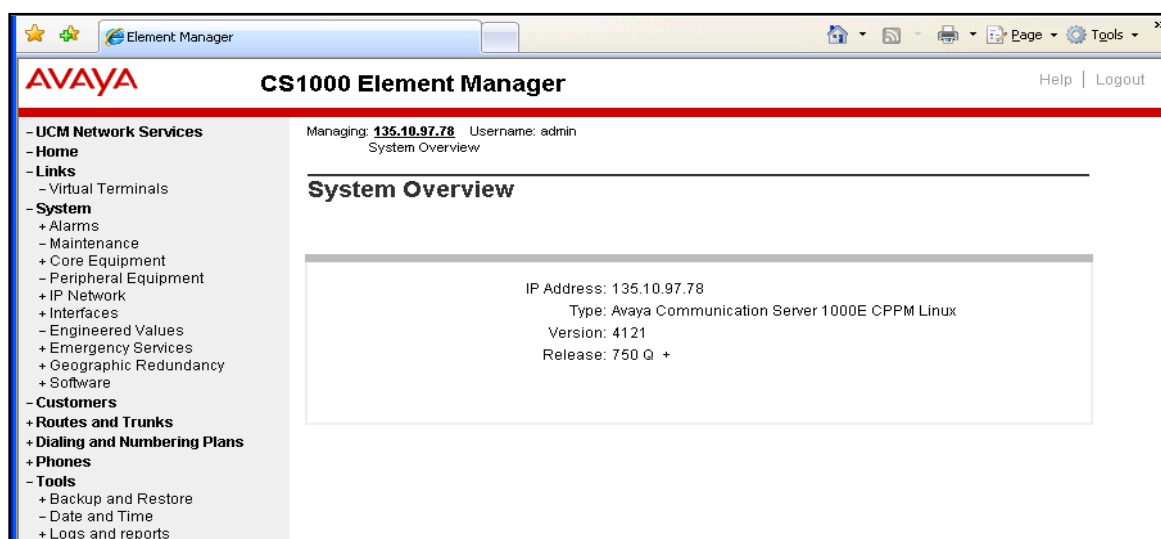 Element Manager
Page
Tools
»
AVAYA
CS1000 Element Manager
Help | Logout
- UCM Network Services
- Home
- Links
- Virtual Terminals
- System
+ Alarms
- Maintenance
+ Core Equipment
- Peripheral Equipment
+ IP Network
+ Interfaces
- Engineered Values
+ Emergency Services
+ Geographic Redundancy
+ Software
- Customers
+ Routes and Trunks
+ Dialing and Numbering Plans
+ Phones
- Tools
+ Backup and Restore
- Date and Time
+ Logs and reports
Managing: 135.10.97.78 Username: admin
System Overview
System Overview
IP Address: 135.10.97.78
Type: Avaya Communication Server 1000E CPPM Linux
Version: 4121
Release: 750 Q +